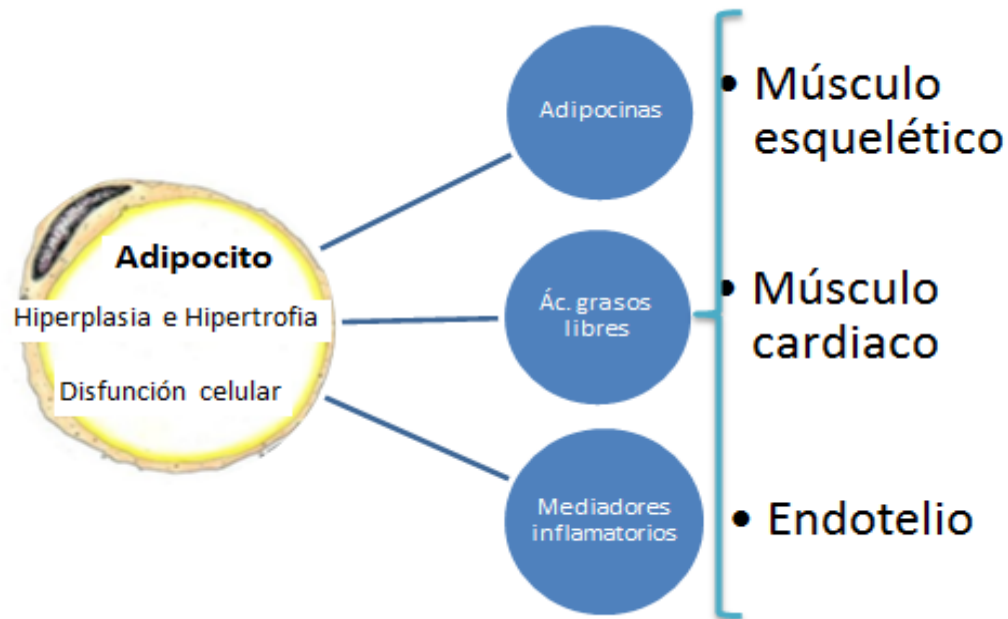 Adipocito
Hiperplasia e Hipertrofia
Disfunción celular
Adipocinas
Ác. grasos
libres
Mediadores
inflamatorios
• Músculo
esquelético
• Músculo
cardiaco
• Endotelio